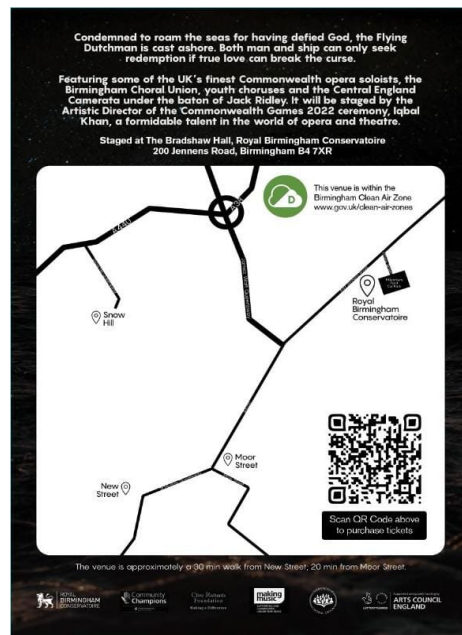 Condemned to roam the seas for having defied God, the Flying
Dutchman is cast ashore. Both man and ship can only seek
redemption if true love can break the curse.
Featuring some of the UK's finest Commonwealth opera soloists, the
Birmingham Choral Union, youth choruses and the Central England
Camerata under the baton of Jack Ridley. It will be staged by the
Artistic Director of the Commonwealth Games 2022 ceremony, Iqbal
Khan, a formidable talent in the world of opera and theatre.
Staged at The Bradshaw Hall, Royal Birmingham Conservatoire
200 Jennens Road, Birmingham B4 7XR
D
This venue is within the
Birmingham Clean Air Zone
www.gov.uk/clean-air-zones
Snow
Hill
Royal
Birmingham
Conservatoire
Moor
Street
New
Street
Scan QR Code above
to purchase tickets
The venue is approximately a 30 min walk from New Street, 20 min from Moor Street.
ROYAL
BIRMINGHAM
CONSERVATOIRE
Community
Champions
Foundation
Making a Difference
making
music
ARTS COUNCIL
ENGLAND